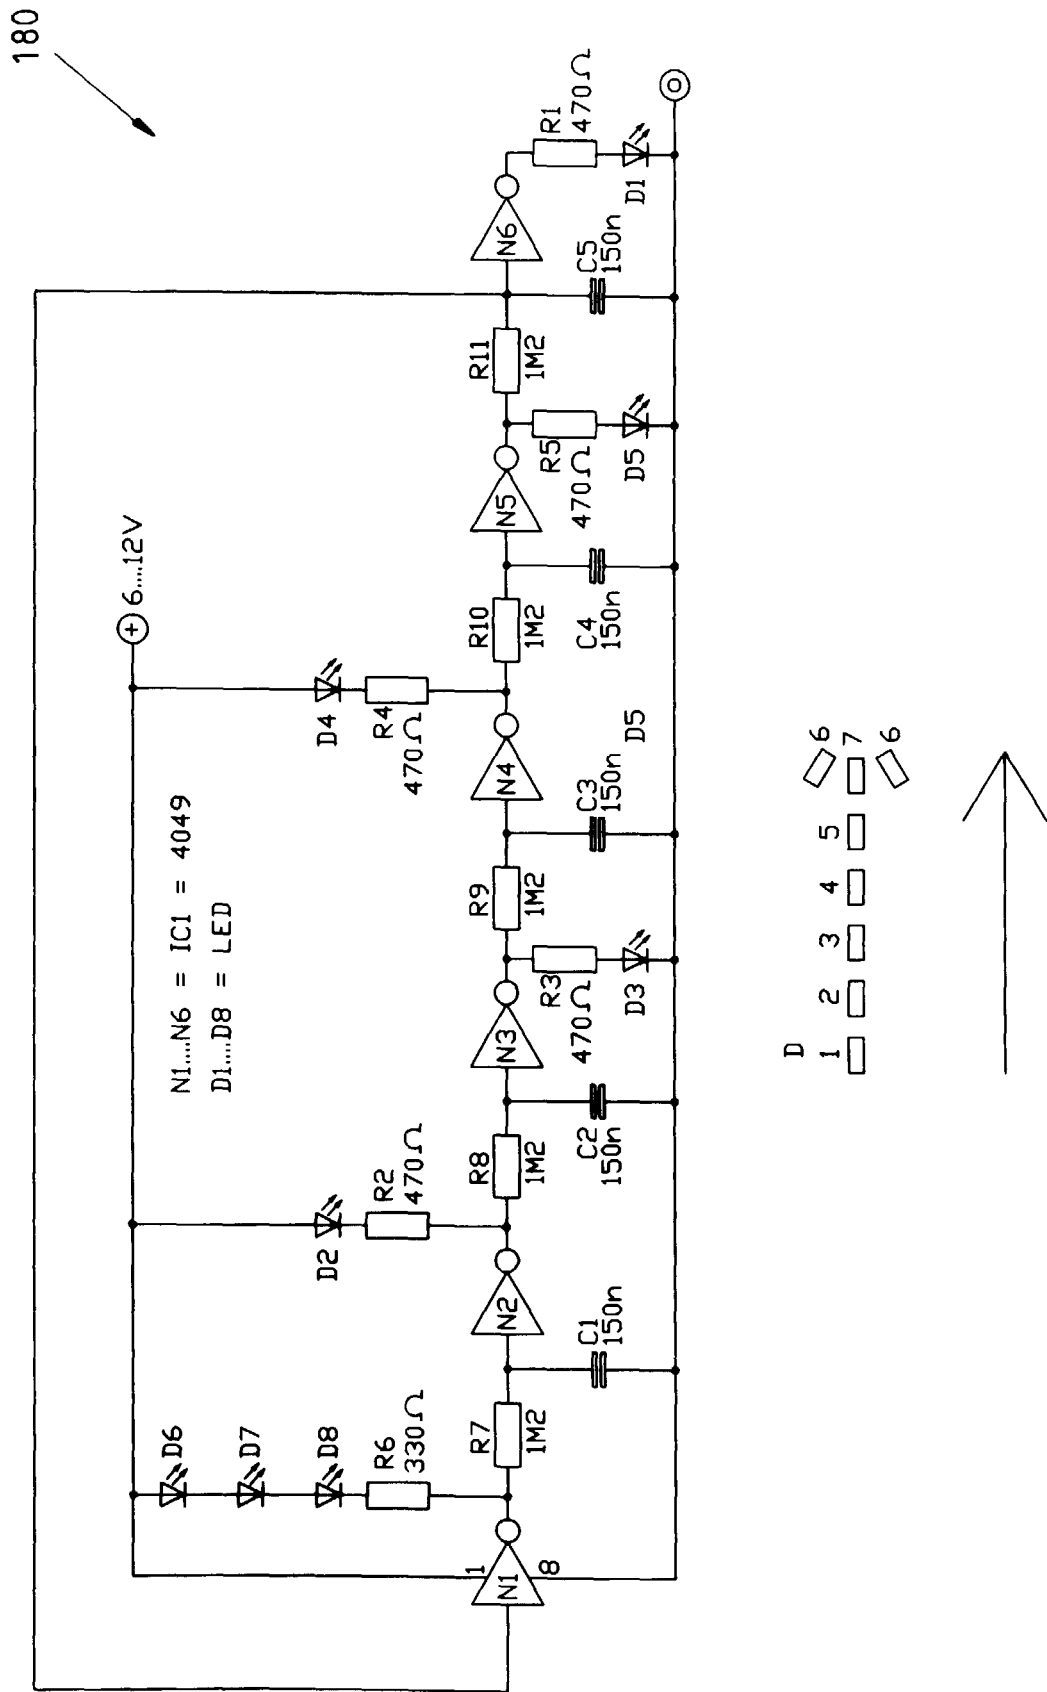 180
+ 6....12V
N1....N6 = IC1 = 4049
D1....D8 = LED
D6
D7
D8
R6
330Ω
D2
R2
470Ω
D4
R4
470Ω
1
N1
8
R7
1M2
N2
R8
1M2
N3
R9
1M2
N4
R10
1M2
N5
R11
1M2
N6
R1
470Ω
D1
C1
150n
C2
150n
R3
470Ω
D3
C3
150n
D5
C4
150n
R5
470Ω
D5
C5
150n
0
D
1 2 3 4 5 6 7 6